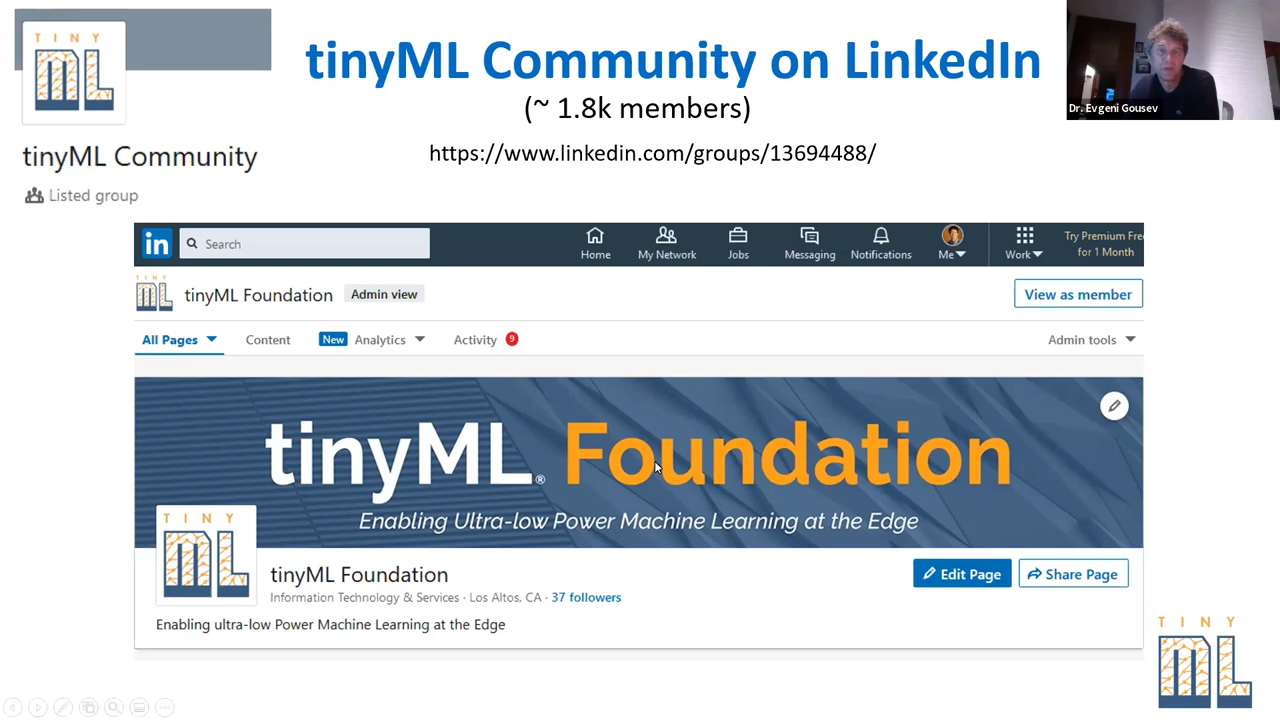 TINY
ML
tinyML Community
Listed group
tinyML Community on LinkedIn
(~ 1.8k members)
https://www.linkedin.com/groups/13694488/
Dr. Evgeni Gousev
in
Search
Home
My Network
Jobs
Messaging
Notifications
Me
Work
Try Premium Free
for 1 Month
TINY
ML
tinyML Foundation
Admin view
View as member
All Pages
Content
New
Analytics
Activity
9
Admin tools
tinyML® Foundation
Enabling Ultra-low Power Machine Learning at the Edge
TINY
ML
tinyML Foundation
Information Technology & Services · Los Altos, CA · 37 followers
Enabling ultra-low Power Machine Learning at the Edge
Edit Page
Share Page
TINY
ML